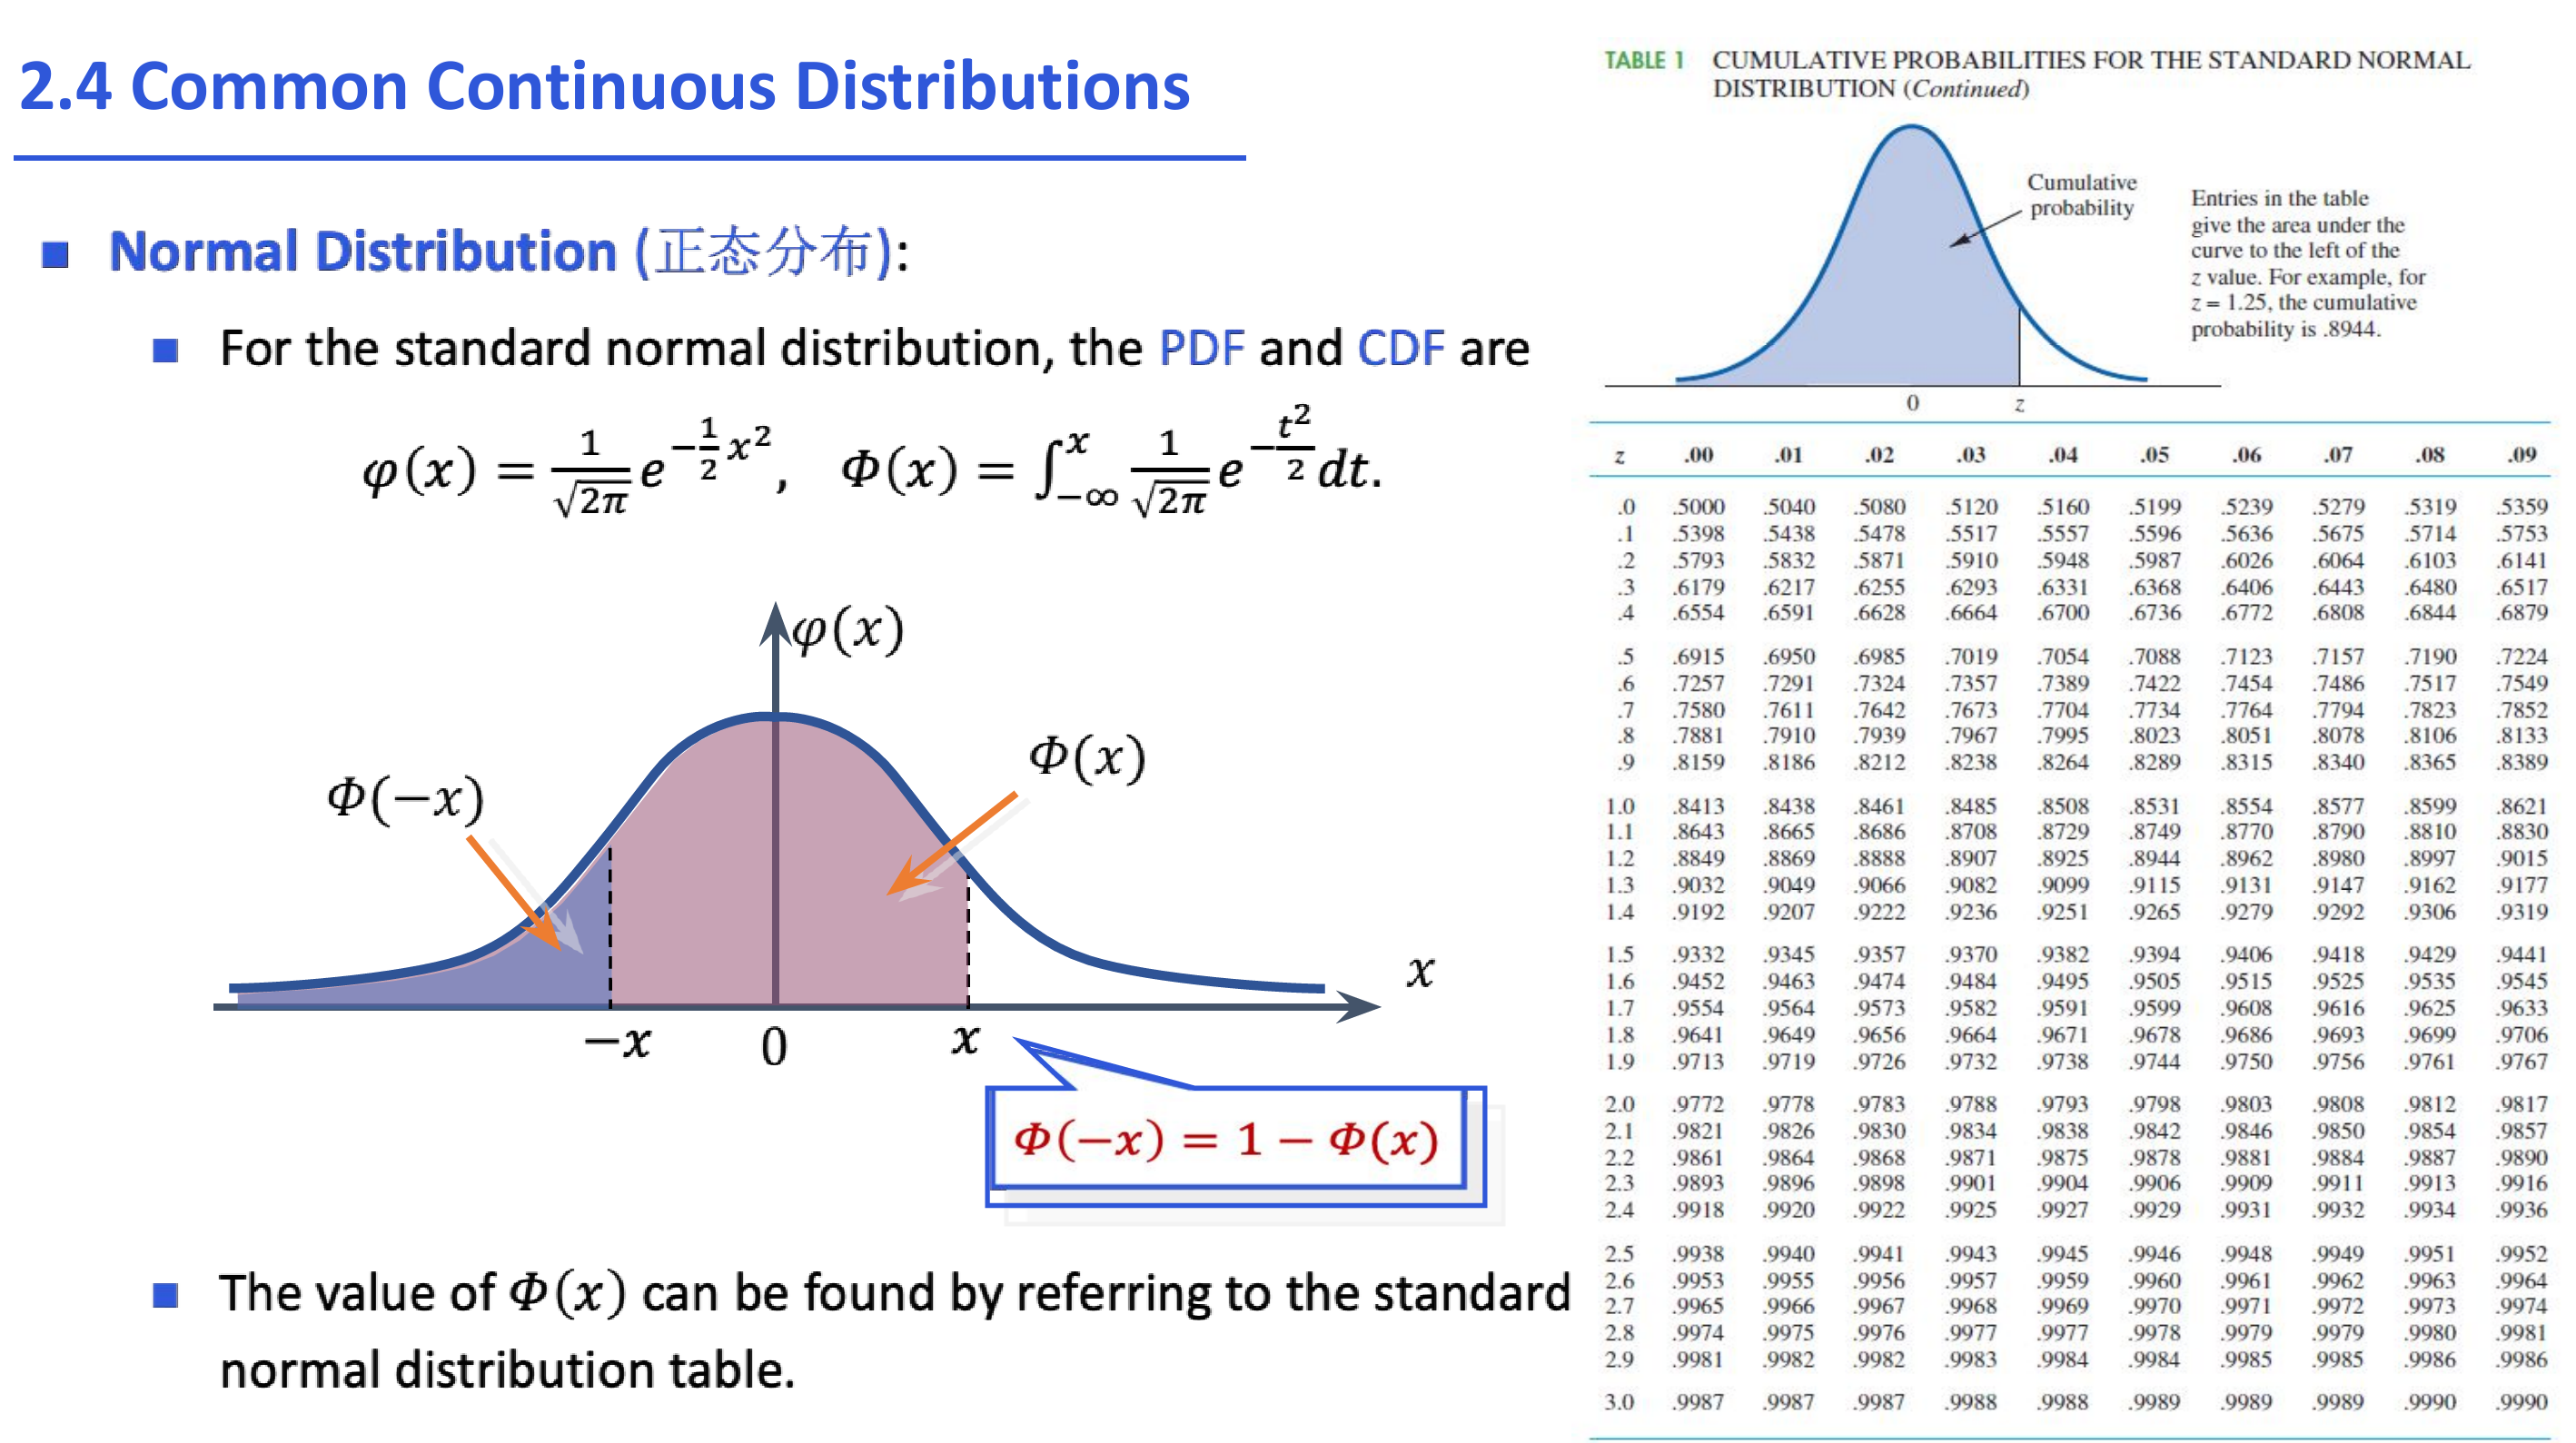 2.4 Common Continuous Distributions
■ Normal Distribution (正态分布):
■ For the standard normal distribution, the PDF and CDF are
φ(x) = 1/√2π e^(−1/2 x²), Φ(x) = ∫_{−∞}^{x} 1/√2π e^(−t²/2) dt.
φ(x)
Φ(x)
Φ(−x)
x
−x 0 x
Φ(−x) = 1 − Φ(x)
■ The value of Φ(x) can be found by referring to the standard
normal distribution table.
TABLE 1 CUMULATIVE PROBABILITIES FOR THE STANDARD NORMAL
DISTRIBUTION (Continued)
Cumulative
probability
Entries in the table
give the area under the
curve to the left of the
z value. For example, for
z = 1.25, the cumulative
probability is .8944.
0 z
z .00 .01 .02 .03 .04 .05 .06 .07 .08 .09
.0 .5000 .5040 .5080 .5120 .5160 .5199 .5239 .5279 .5319 .5359
.1 .5398 .5438 .5478 .5517 .5557 .5596 .5636 .5675 .5714 .5753
.2 .5793 .5832 .5871 .5910 .5948 .5987 .6026 .6064 .6103 .6141
.3 .6179 .6217 .6255 .6293 .6331 .6368 .6406 .6443 .6480 .6517
.4 .6554 .6591 .6628 .6664 .6700 .6736 .6772 .6808 .6844 .6879
.5 .6915 .6950 .6985 .7019 .7054 .7088 .7123 .7157 .7190 .7224
.6 .7257 .7291 .7324 .7357 .7389 .7422 .7454 .7486 .7517 .7549
.7 .7580 .7611 .7642 .7673 .7704 .7734 .7764 .7794 .7823 .7852
.8 .7881 .7910 .7939 .7967 .7995 .8023 .8051 .8078 .8106 .8133
.9 .8159 .8186 .8212 .8238 .8264 .8289 .8315 .8340 .8365 .8389
1.0 .8413 .8438 .8461 .8485 .8508 .8531 .8554 .8577 .8599 .8621
1.1 .8643 .8665 .8686 .8708 .8729 .8749 .8770 .8790 .8810 .8830
1.2 .8849 .8869 .8888 .8907 .8925 .8944 .8962 .8980 .8997 .9015
1.3 .9032 .9049 .9066 .9082 .9099 .9115 .9131 .9147 .9162 .9177
1.4 .9192 .9207 .9222 .9236 .9251 .9265 .9279 .9292 .9306 .9319
1.5 .9332 .9345 .9357 .9370 .9382 .9394 .9406 .9418 .9429 .9441
1.6 .9452 .9463 .9474 .9484 .9495 .9505 .9515 .9525 .9535 .9545
1.7 .9554 .9564 .9573 .9582 .9591 .9599 .9608 .9616 .9625 .9633
1.8 .9641 .9649 .9656 .9664 .9671 .9678 .9686 .9693 .9699 .9706
1.9 .9713 .9719 .9726 .9732 .9738 .9744 .9750 .9756 .9761 .9767
2.0 .9772 .9778 .9783 .9788 .9793 .9798 .9803 .9808 .9812 .9817
2.1 .9821 .9826 .9830 .9834 .9838 .9842 .9846 .9850 .9854 .9857
2.2 .9861 .9864 .9868 .9871 .9875 .9878 .9881 .9884 .9887 .9890
2.3 .9893 .9896 .9898 .9901 .9904 .9906 .9909 .9911 .9913 .9916
2.4 .9918 .9920 .9922 .9925 .9927 .9929 .9931 .9932 .9934 .9936
2.5 .9938 .9940 .9941 .9943 .9945 .9946 .9948 .9949 .9951 .9952
2.6 .9953 .9955 .9956 .9957 .9959 .9960 .9961 .9962 .9963 .9964
2.7 .9965 .9966 .9967 .9968 .9969 .9970 .9971 .9972 .9973 .9974
2.8 .9974 .9975 .9976 .9977 .9977 .9978 .9979 .9979 .9980 .9981
2.9 .9981 .9982 .9982 .9983 .9984 .9984 .9985 .9985 .9986 .9986
3.0 .9987 .9987 .9987 .9988 .9988 .9989 .9989 .9989 .9990 .9990